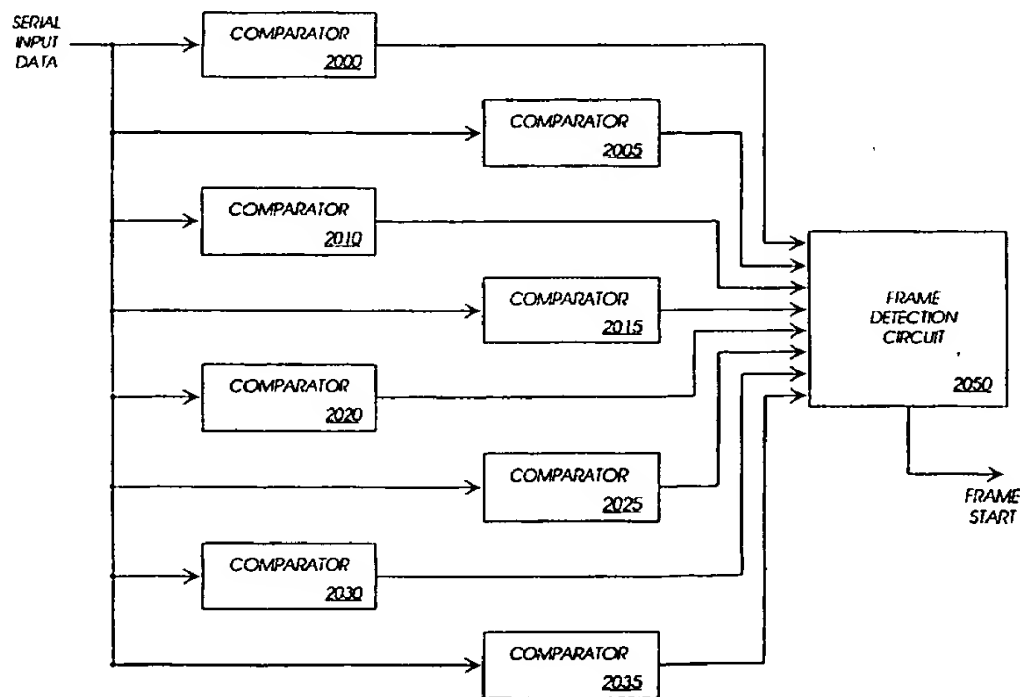 SERIAL
INPUT
DATA
COMPARATOR
2000
COMPARATOR
2005
COMPARATOR
2010
COMPARATOR
2015
COMPARATOR
2020
COMPARATOR
2025
COMPARATOR
2030
COMPARATOR
2035
FRAME
DETECTION
CIRCUIT
2050
FRAME
START